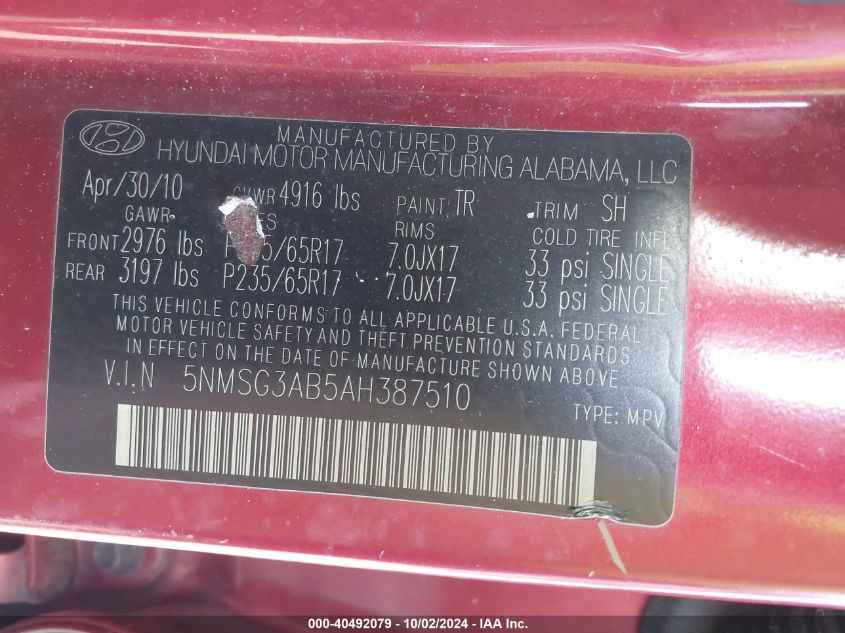 MANUFACTURED BY
HYUNDAI MOTOR MANUFACTURING ALABAMA, LLC
Apr/30/10 GVWR 4916 lbs PAINT TR TRIM SH
GAWR RIMS COLD TIRE INFL
FRONT 2976 lbs /65R17 7.0JX17 33 psi SINGLE
REAR 3197 lbs P235/65R17 7.0JX17 33 psi SINGLE
THIS VEHICLE CONFORMS TO ALL APPLICABLE U.S.A. FEDERAL
MOTOR VEHICLE SAFETY AND THEFT PREVENTION STANDARDS
IN EFFECT ON THE DATE OF MANUFACTURE SHOWN ABOVE
V.I.N 5NMSG3AB5AH387510
TYPE: MPV
000-40492079 - 10/02/2024 - IAA Inc.